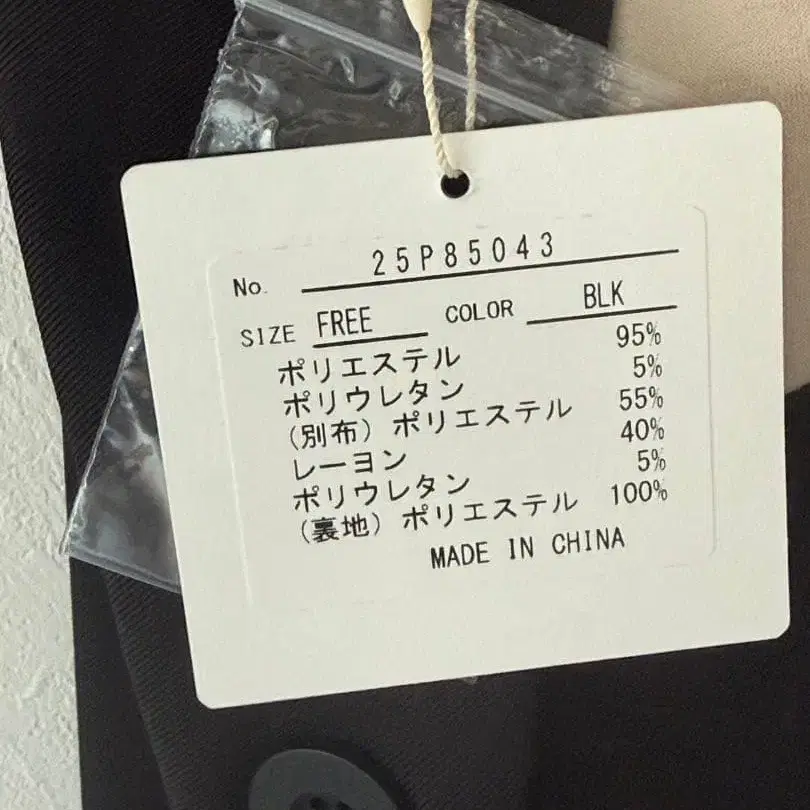 No. 25P85043
SIZE FREE COLOR BLK
ポリエステル 95%
ポリウレタン 5%
(別布) ポリエステル 55%
レーヨン 40%
ポリウレタン 5%
(裏地) ポリエステル 100%
MADE IN CHINA